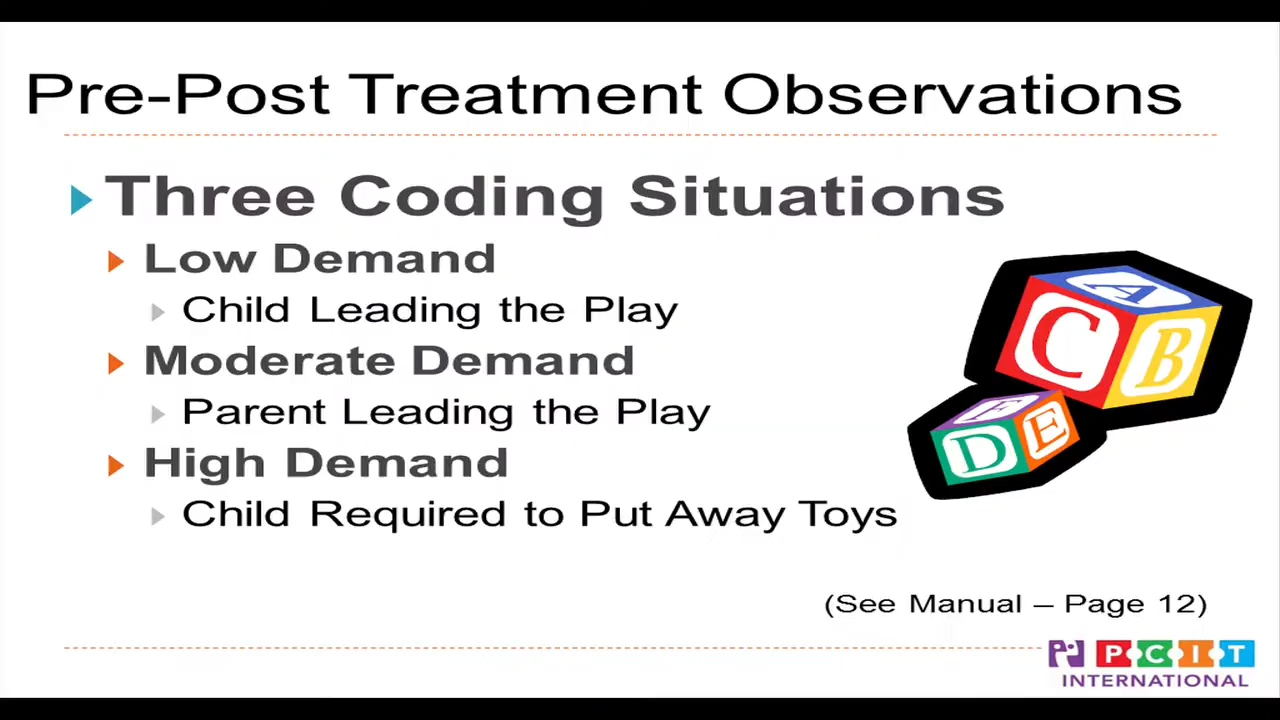 Pre-Post Treatment Observations
Three Coding Situations
Low Demand
Child Leading the Play
Moderate Demand
Parent Leading the Play
High Demand
Child Required to Put Away Toys
A
C
B
F
D
E
(See Manual – Page 12)
PCIT
INTERNATIONAL